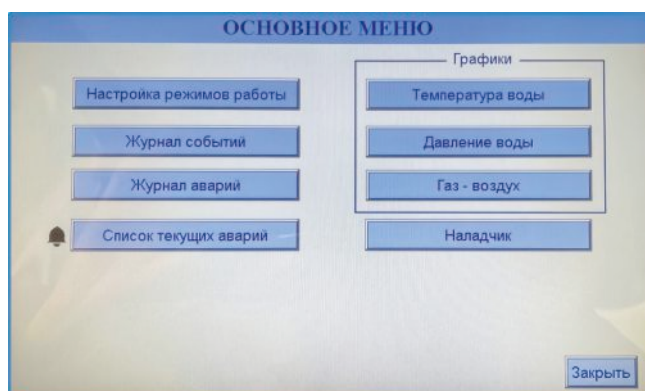 ОСНОВНОЕ МЕНЮ
Графики
Настройка режимов работы
Температура воды
Журнал событий
Давление воды
Журнал аварий
Газ - воздух
Список текущих аварий
Наладчик
Закрыть